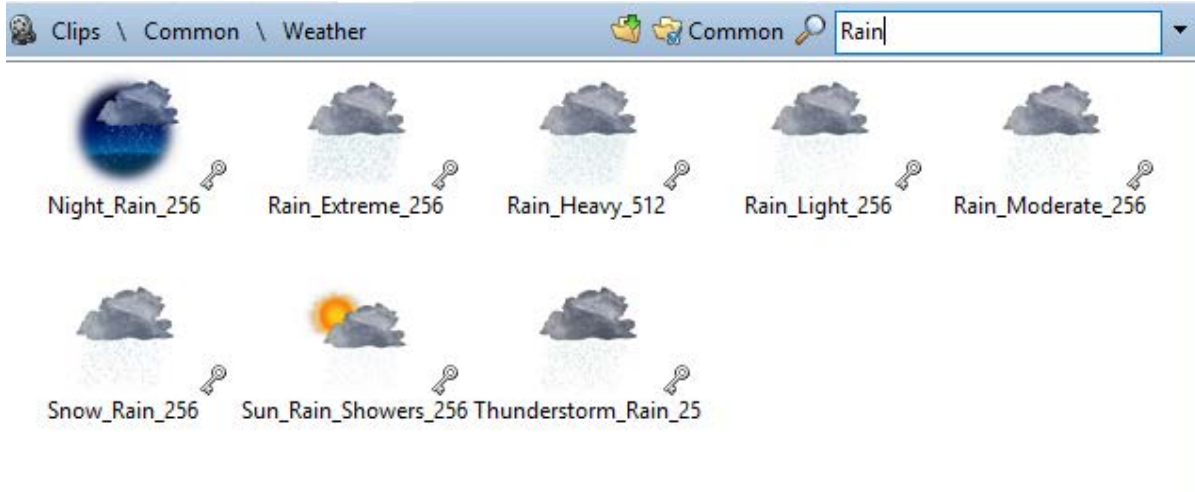 Clips \ Common \ Weather Common Rain
Night_Rain_256 Rain_Extreme_256 Rain_Heavy_512 Rain_Light_256 Rain_Moderate_256
Snow_Rain_256 Sun_Rain_Showers_256 Thunderstorm_Rain_25